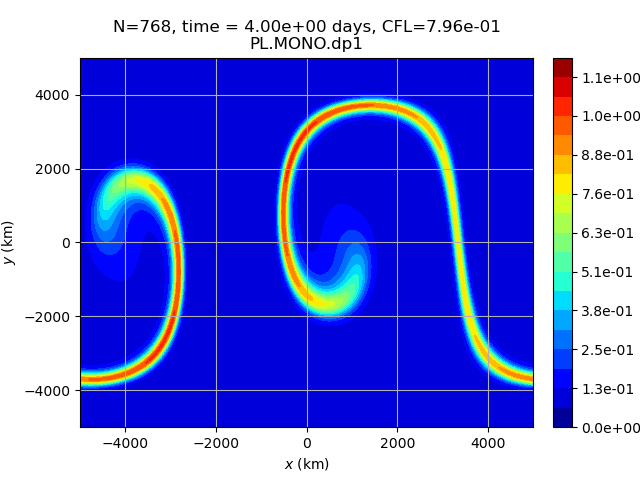 N=768, time = 4.00e+00 days, CFL=7.96e-01
PL.MONO.dp1
4000
2000
0
−2000
−4000
y (km)
−4000
−2000
0
2000
4000
x (km)
1.1e+00
1.0e+00
8.8e-01
7.6e-01
6.3e-01
5.1e-01
3.8e-01
2.5e-01
1.3e-01
0.0e+00